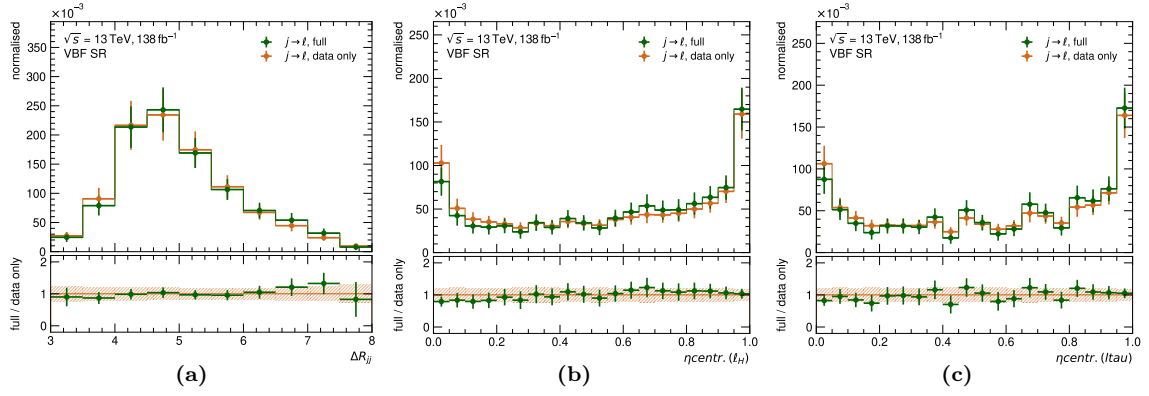 ×10⁻³
√s = 13 TeV, 138 fb⁻¹
VBF SR
j→ℓ, full
j→ℓ, data only
normalised
350
300
250
200
150
100
50
0
full / data only
2
1
0
3 4 5 6 7 8
ΔR_jj
(a)
×10⁻³
√s = 13 TeV, 138 fb⁻¹
VBF SR
j→ℓ, full
j→ℓ, data only
normalised
250
200
150
100
50
0
full / data only
2
1
0
0.0 0.2 0.4 0.6 0.8 1.0
ηcentr.(ℓ_H)
(b)
×10⁻³
√s = 13 TeV, 138 fb⁻¹
VBF SR
j→ℓ, full
j→ℓ, data only
normalised
250
200
150
100
50
0
full / data only
2
1
0
0.0 0.2 0.4 0.6 0.8 1.0
ηcentr.(ltau)
(c)